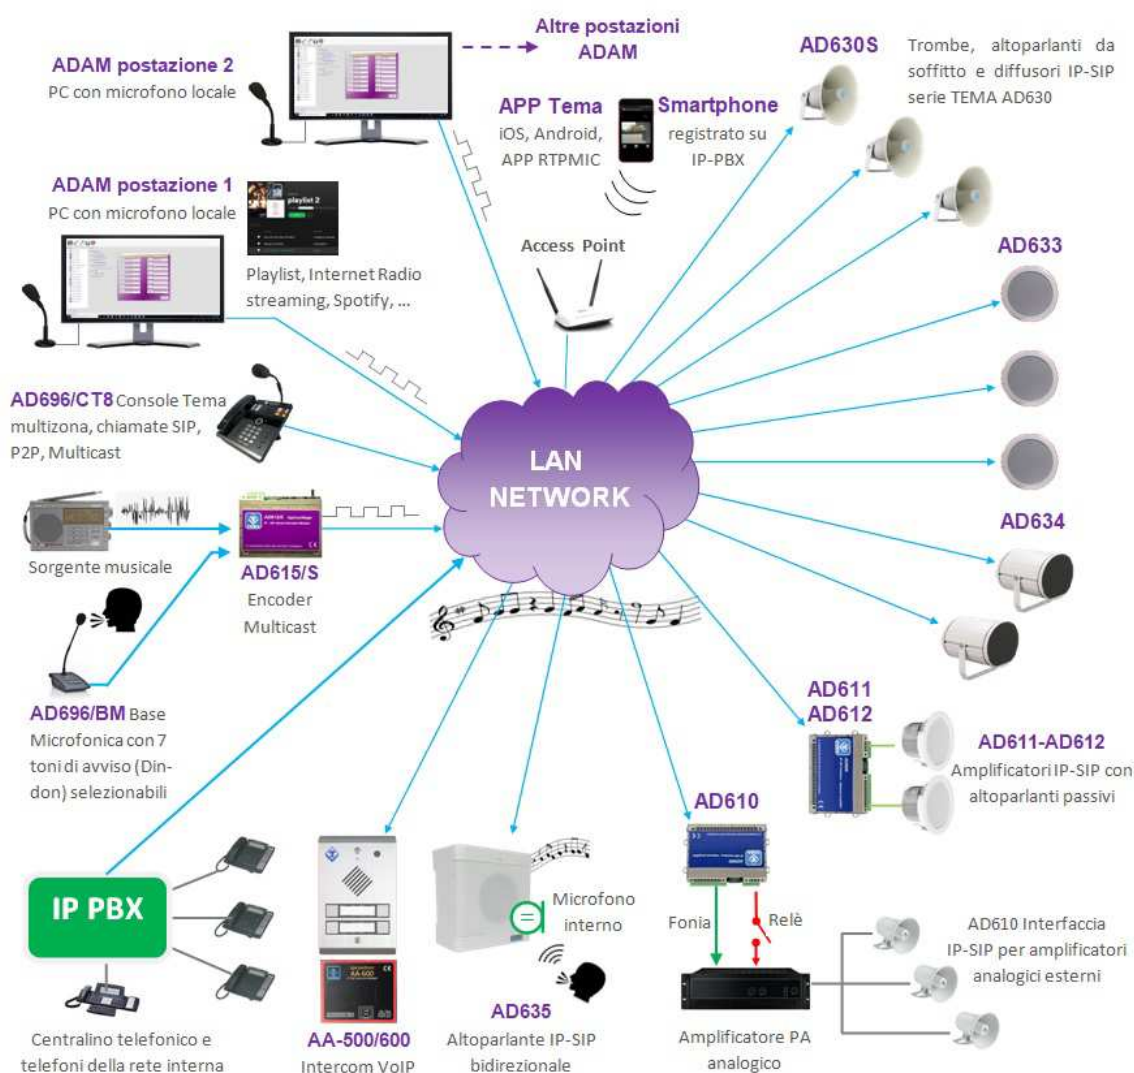 Altre postazioni
ADAM
ADAM postazione 2
PC con microfono locale
APP Tema
iOS, Android,
APP RTPMIC
Smartphone
registrato su
IP-PBX
AD630S
Trombe, altoparlanti da
soffitto e diffusori IP-SIP
serie TEMA AD630
ADAM postazione 1
PC con microfono locale
playlist 2
Playlist, Internet Radio
streaming, Spotify, ...
Access Point
AD633
AD696/CT8 Console Tema
multizona, chiamate SIP,
P2P, Multicast
LAN
NETWORK
Sorgente musicale
AD615/S
Encoder
Multicast
AD634
AD696/BM Base
Microfonica con 7
toni di avviso (Din-
don) selezionabili
AD611
AD612
AD611-AD612
Amplificatori IP-SIP con
altoparlanti passivi
AD610
IP PBX
Microfono
interno
Fonia
Relè
AD610 Interfaccia
IP-SIP per amplificatori
analogici esterni
AA-600
Centralino telefonico e
telefoni della rete interna
AA-500/600
Intercom VoIP
AD635
Altoparlante IP-SIP
bidirezionale
Amplificatore PA
analogico